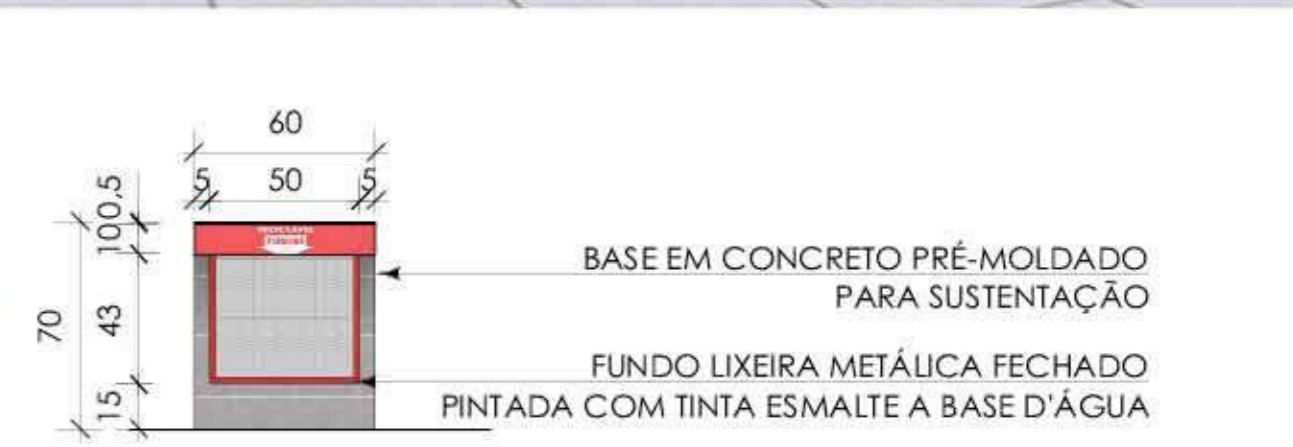 60
5 50 5
0,5
10
43
70
15
BASE EM CONCRETO PRÉ-MOLDADO
PARA SUSTENTAÇÃO
FUNDO LIXEIRA METÁLICA FECHADO
PINTADA COM TINTA ESMALTE A BASE D'ÁGUA